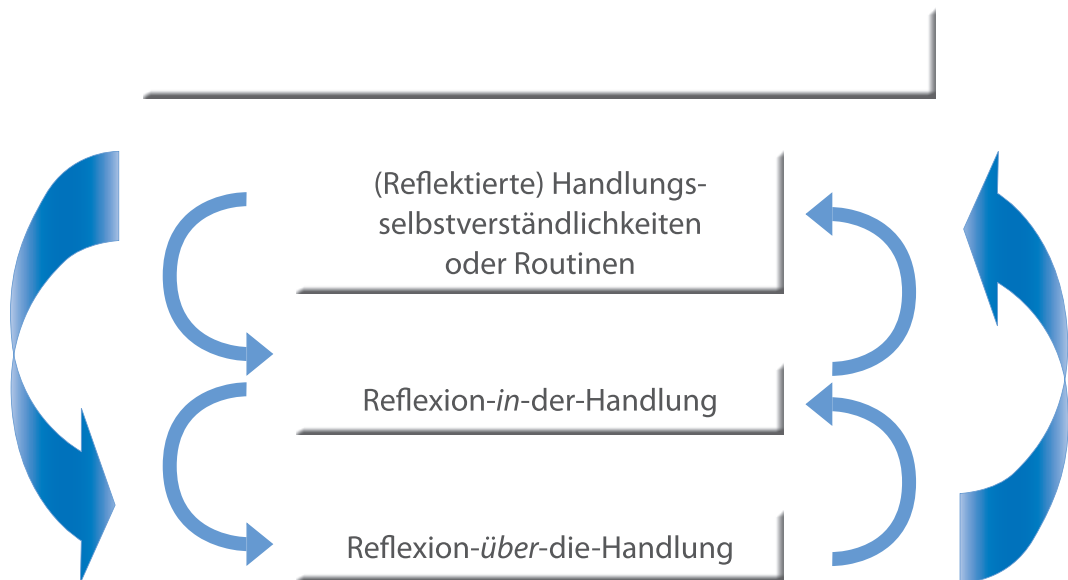 (Reflektierte) Handlungs-
selbstverständlichkeiten
oder Routinen
Reflexion-in-der-Handlung
Reflexion-über-die-Handlung